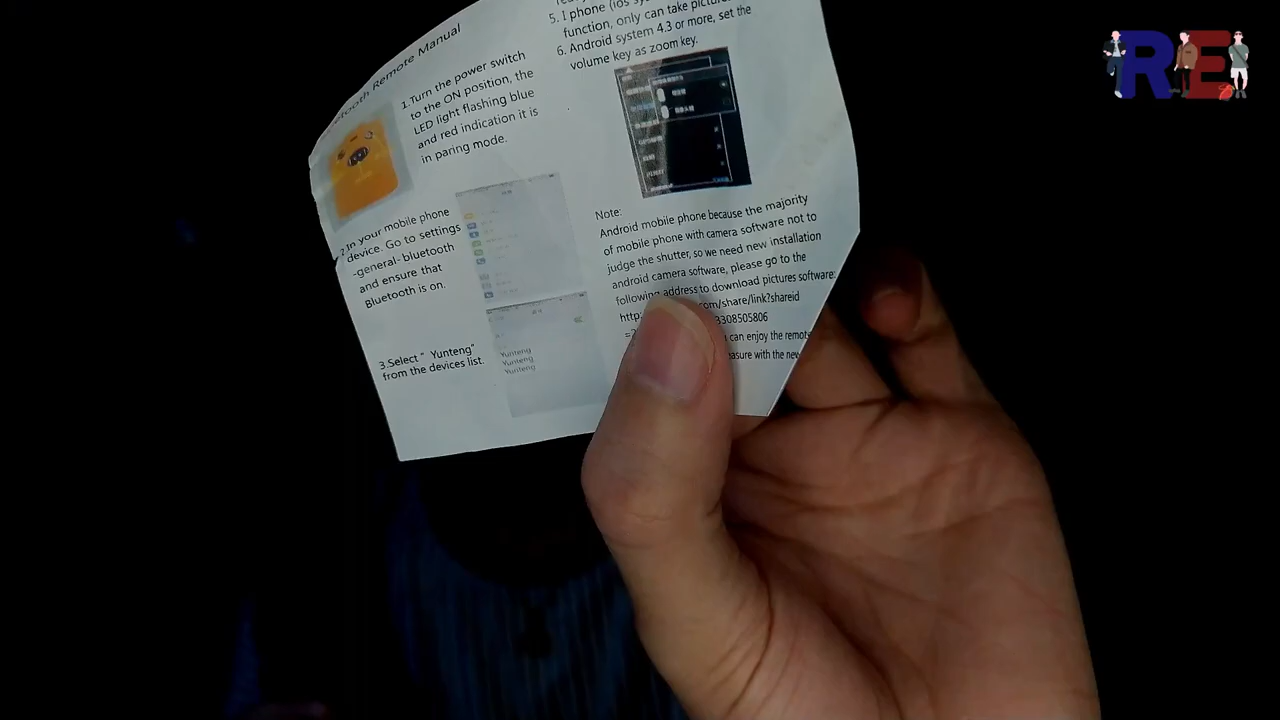 Remote Manual
1.Turn the power switch
to the ON position, the
LED light flashing blue
and red indication it is
in paring mode.
2.In your mobile phone
device. Go to settings
-general- bluetooth
and ensure that
Bluetooth is on.
3.Select " Yunteng"
from the devices list.
Yunteng
Yunteng
Yunteng
5. I phone (ios
function, only can take
6. Android system 4.3 or more, set the
volume key as zoom key.
Note:
Android mobile phone because the majority
of mobile phone with camera software not to
judge the shutter, so we need new installation
android camera software, please go to the
following address to download pictures software:
http: com/share/link?shareid
3308505806
can enjoy the remote
with the new
RE